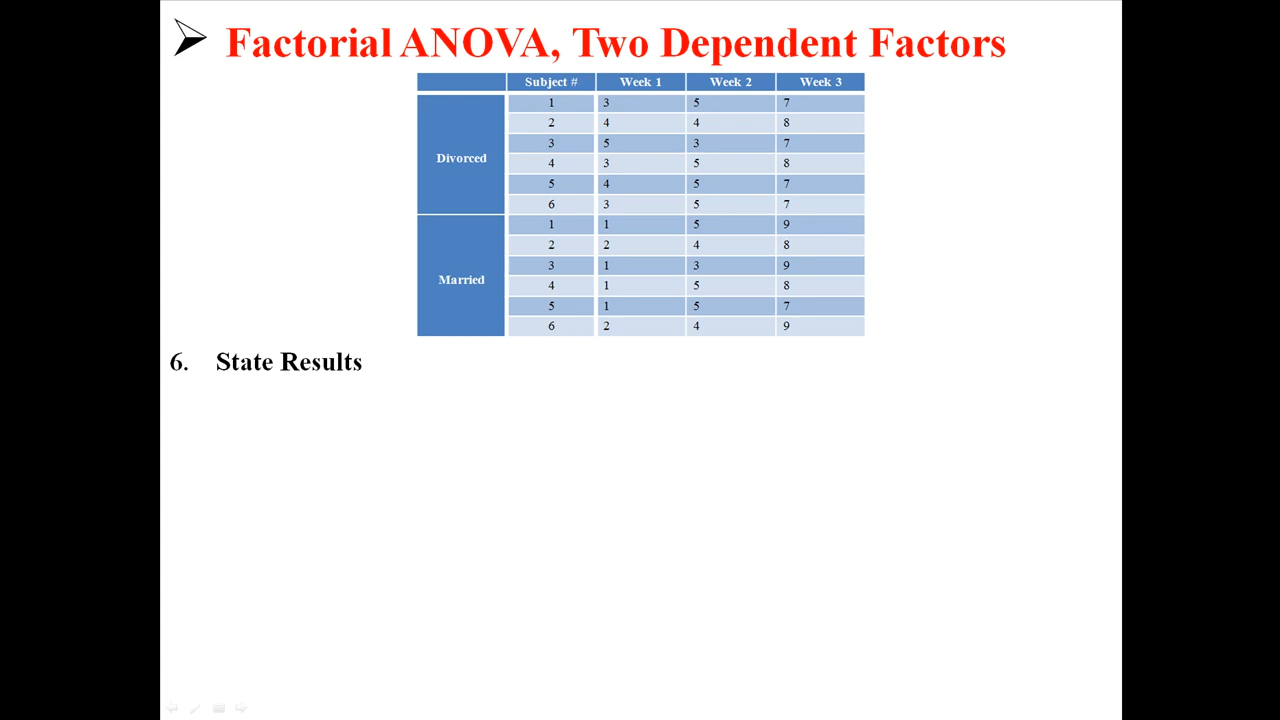 Factorial ANOVA, Two Dependent Factors
Subject # Week 1 Week 2 Week 3
Divorced
1 3 5 7
2 4 4 8
3 5 3 7
4 3 5 8
5 4 5 7
6 3 5 7
Married
1 1 5 9
2 2 4 8
3 1 3 9
4 1 5 8
5 1 5 7
6 2 4 9
6. State Results